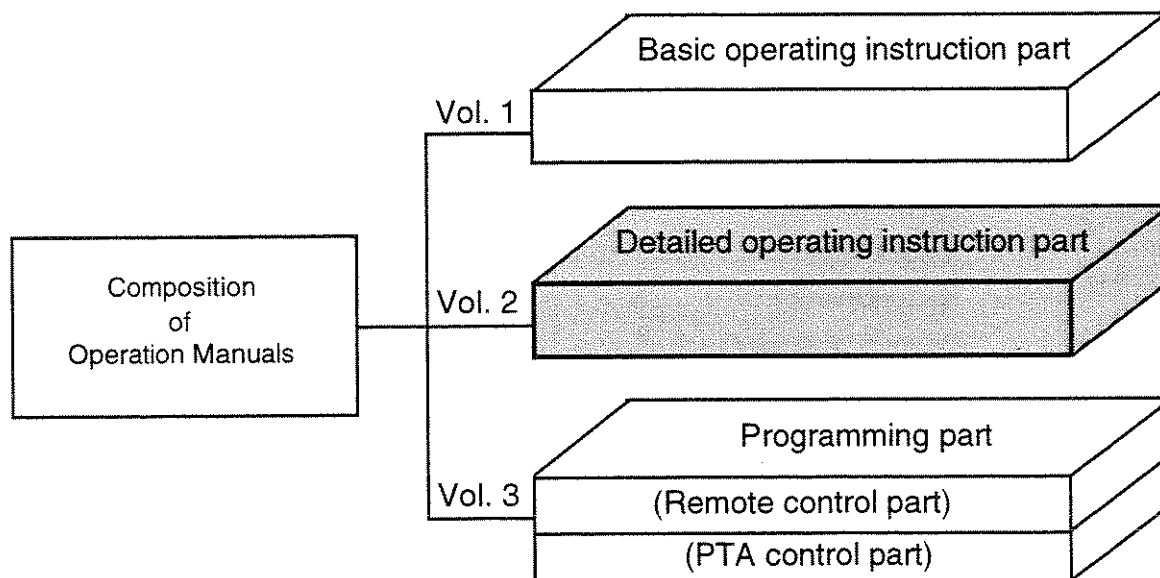 Basic operating instruction part
Vol. 1
Detailed operating instruction part
Composition
of
Operation Manuals
Vol. 2
Programming part
Vol. 3
(Remote control part)
(PTA control part)